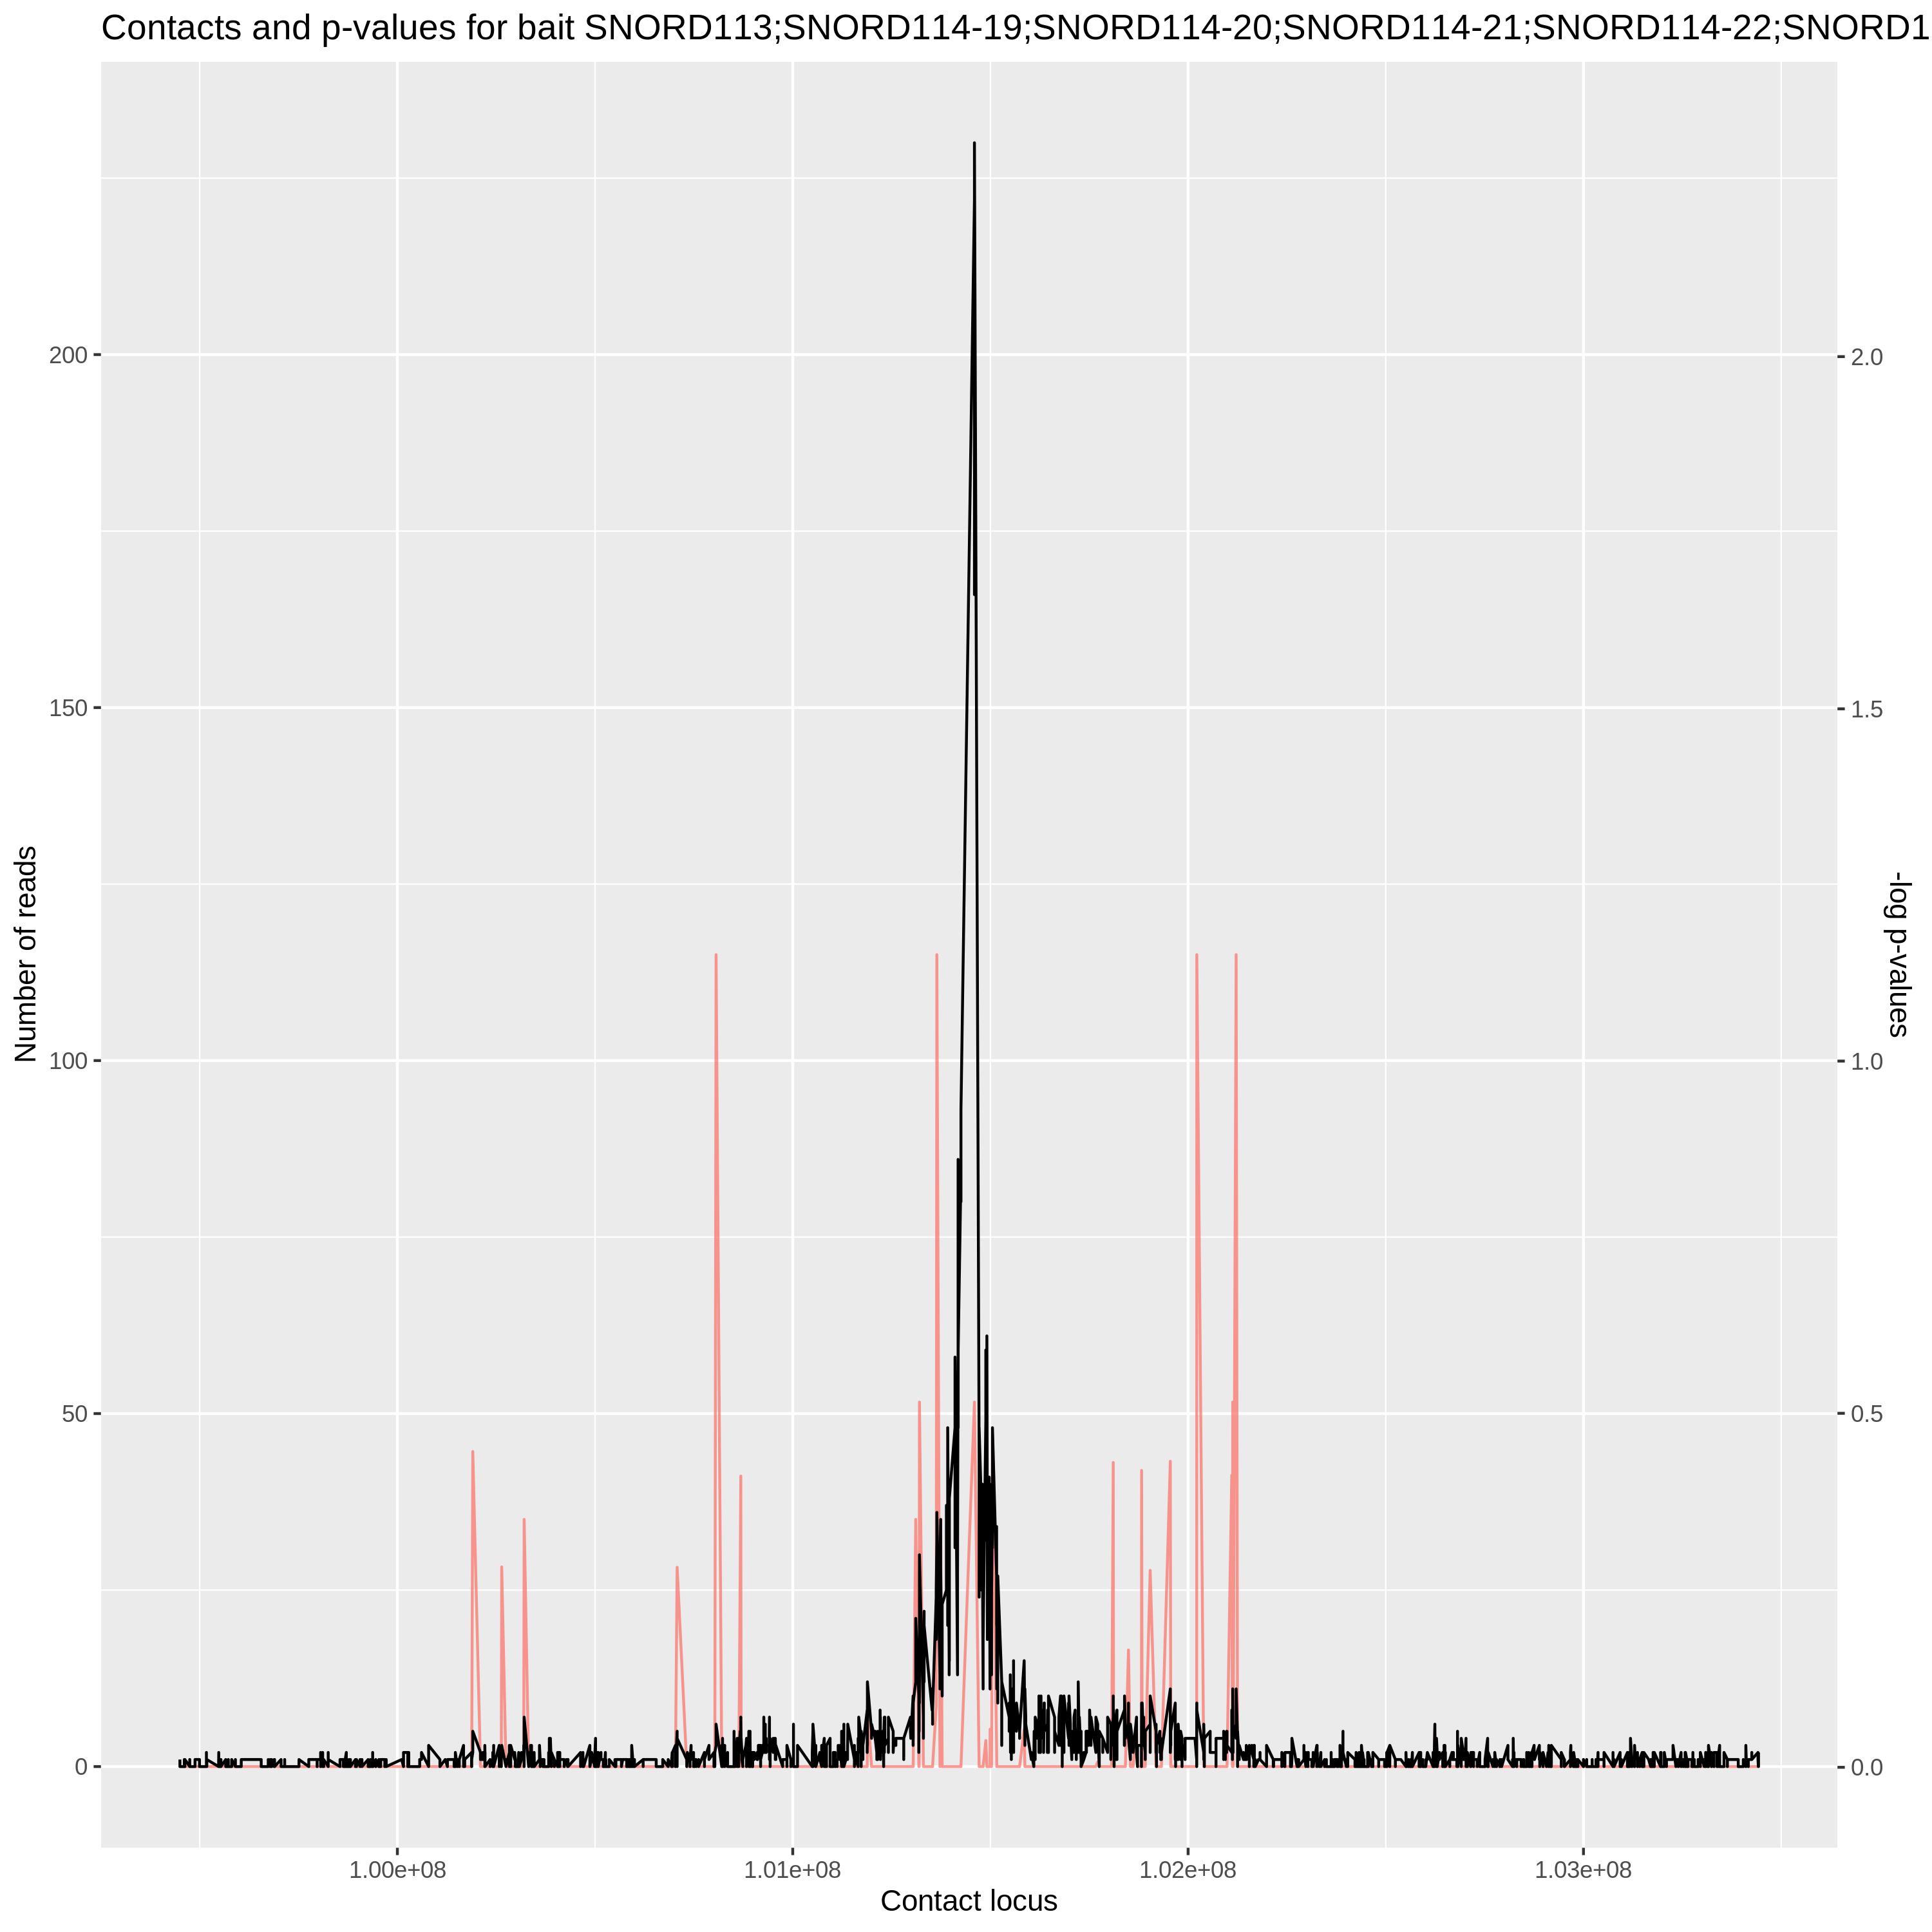 Contacts and p-values for bait SNORD113;SNORD114-19;SNORD114-20;SNORD114-21;SNORD114-22;SNORD1
200
150
100
50
0
Number of reads
2.0
1.5
1.0
0.5
0.0
-log p-values
1.00e+08
1.01e+08
1.02e+08
1.03e+08
Contact locus